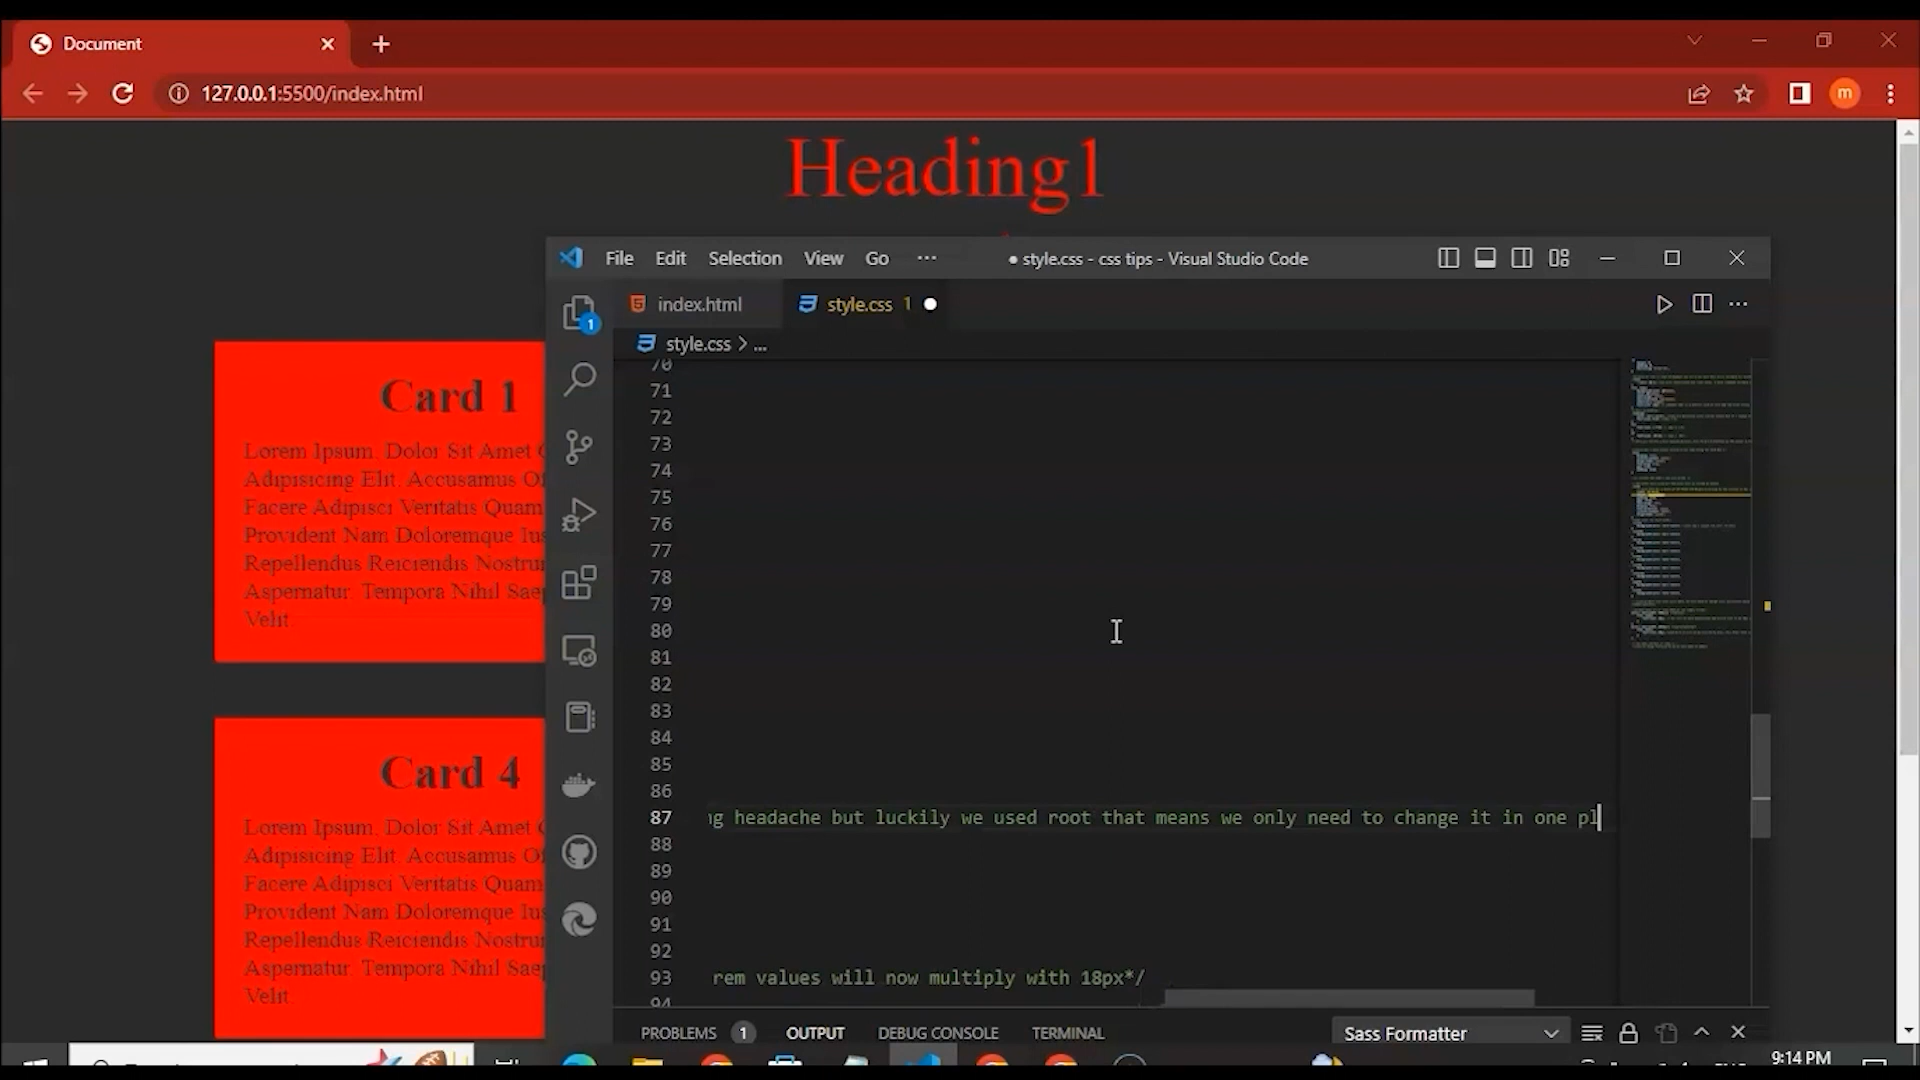 Document
127.0.0.1:5500/index.html
m
Heading1
Card 1
Lorem Ipsum, Dolor Sit Amet
Adipisicing Elit. Accusamus
Facere Adipisci Veritatis Quam
Provident Nam Doloremque
Repellendus Reiciendis
Aspernatur. Tempora Nihil
Velit.
Card 4
Lorem Ipsum, Dolor Sit Amet
Adipisicing Elit. Accusamus
Facere Adipisci Veritatis Quam
Provident Nam Doloremque
Repellendus Reiciendis
Aspernatur. Tempora Nihil
Velit.
File Edit Selection View Go ··· ● style.css - css tips - Visual Studio Code
index.html style.css 1
style.css > ...
1
70
71
72
73
74
75
76
77
78
79
80
81
82
83
84
85
86
87 headache but luckily we used root that means we only need to change it in one pl
88
89
90
91
92
93 rem values will now multiply with 18px*/
94
PROBLEMS 1 OUTPUT DEBUG CONSOLE TERMINAL Sass Formatter
9:14 PM